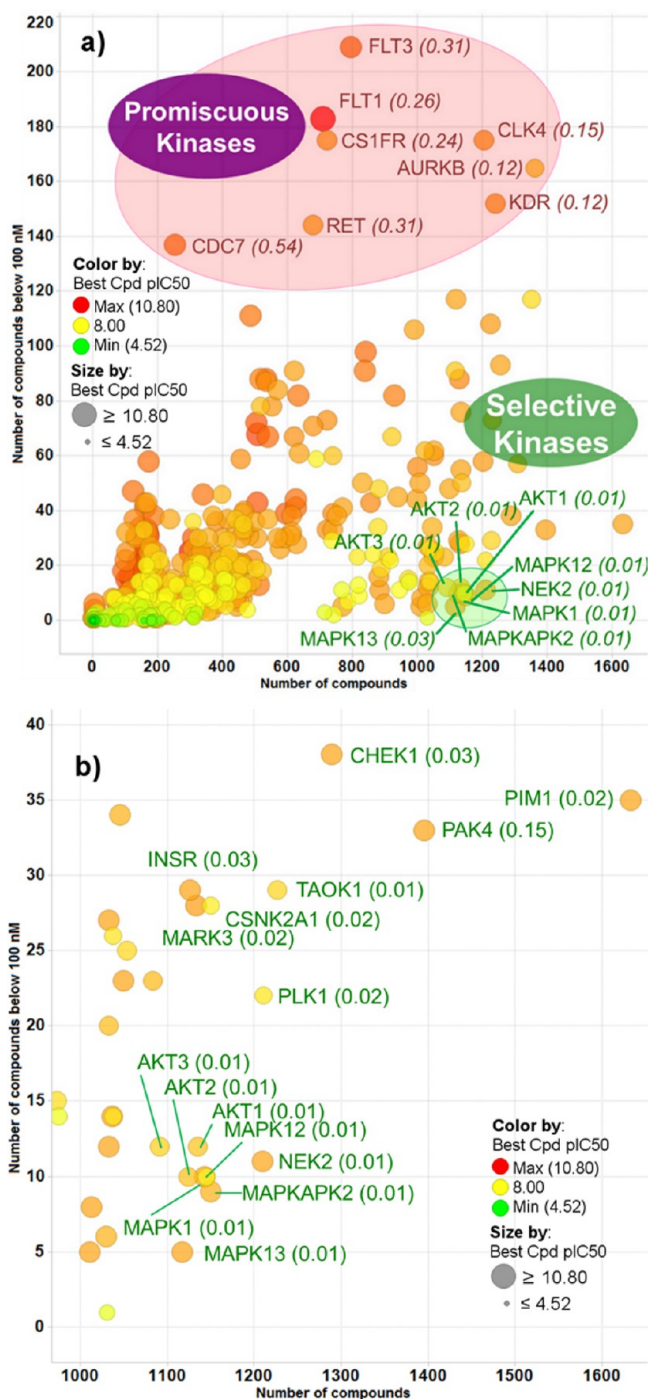 a)
220
200
180
160
140
120
100
80
60
40
20
0
Number of compounds below 100 nM
Promiscuous
Kinases
FLT3 (0.31)
FLT1 (0.26)
CS1FR (0.24)
CLK4 (0.15)
AURKB (0.12)
KDR (0.12)
RET (0.31)
CDC7 (0.54)
Color by:
Best Cpd pIC50
Max (10.80)
8.00
Min (4.52)
Size by:
Best Cpd pIC50
≥ 10.80
≤ 4.52
Selective
Kinases
AKT2 (0.01)
AKT1 (0.01)
AKT3 (0.01)
MAPK12 (0.01)
NEK2 (0.01)
MAPK1 (0.01)
MAPK13 (0.03)
MAPKAPK2 (0.01)
0 200 400 600 800 1000 1200 1400 1600
Number of compounds
b)
40
35
30
25
20
15
10
5
0
Number of compounds below 100 nM
CHEK1 (0.03)
PIM1 (0.02)
PAK4 (0.15)
INSR (0.03)
TAOK1 (0.01)
CSNK2A1 (0.02)
MARK3 (0.02)
PLK1 (0.02)
AKT3 (0.01)
AKT2 (0.01)
AKT1 (0.01)
MAPK12 (0.01)
NEK2 (0.01)
MAPKAPK2 (0.01)
MAPK1 (0.01)
MAPK13 (0.01)
Color by:
Best Cpd pIC50
Max (10.80)
8.00
Min (4.52)
Size by:
Best Cpd pIC50
≥ 10.80
≤ 4.52
1000 1100 1200 1300 1400 1500 1600
Number of compounds